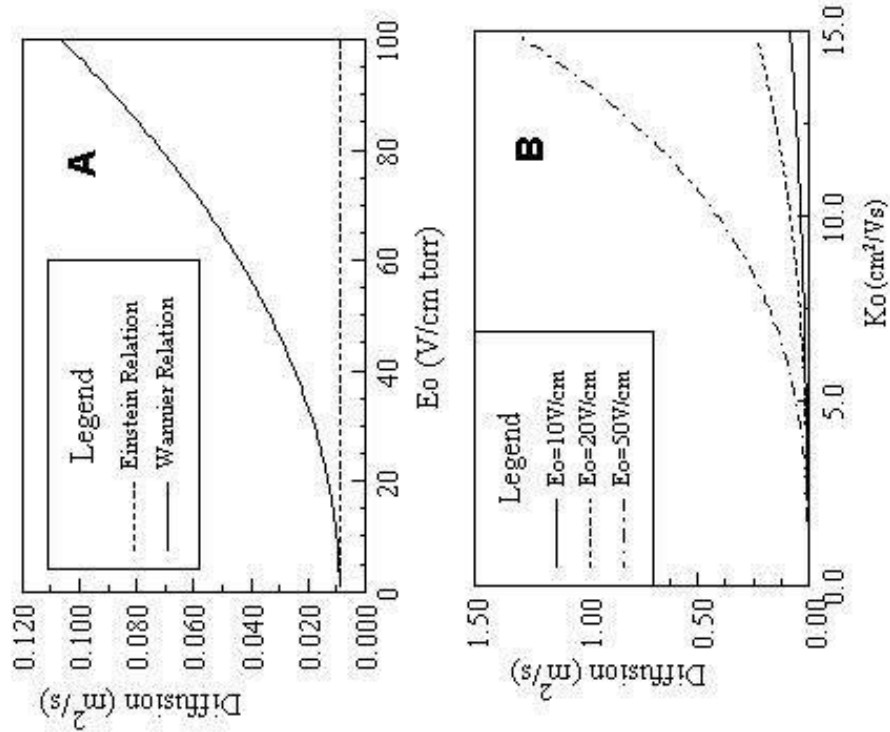 A
Diffusion (m²/s)
0.120
0.100
0.080
0.060
0.040
0.020
0.000
Legend
Einstein Relation
Wannier Relation
0 20 40 60 80 100
Eo (V/cm torr)
B
Diffusion (m²/s)
1.50
1.00
0.50
0.00
Legend
Eo=10V/cm
Eo=20V/cm
Eo=50V/cm
0.0 5.0 10.0 15.0
Ko (cm²/Vs)